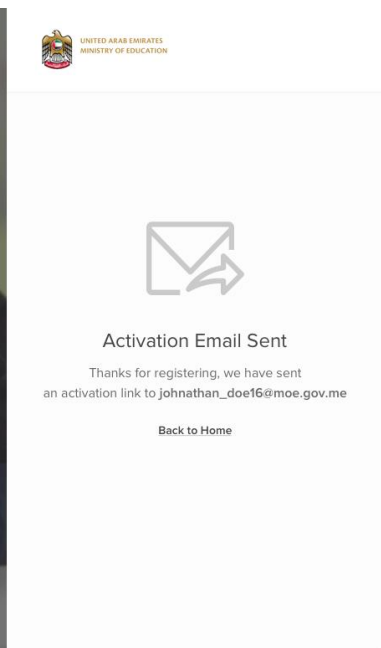 UNITED ARAB EMIRATES
MINISTRY OF EDUCATION
Activation Email Sent
Thanks for registering, we have sent
an activation link to johnathan_doe16@moe.gov.me
Back to Home